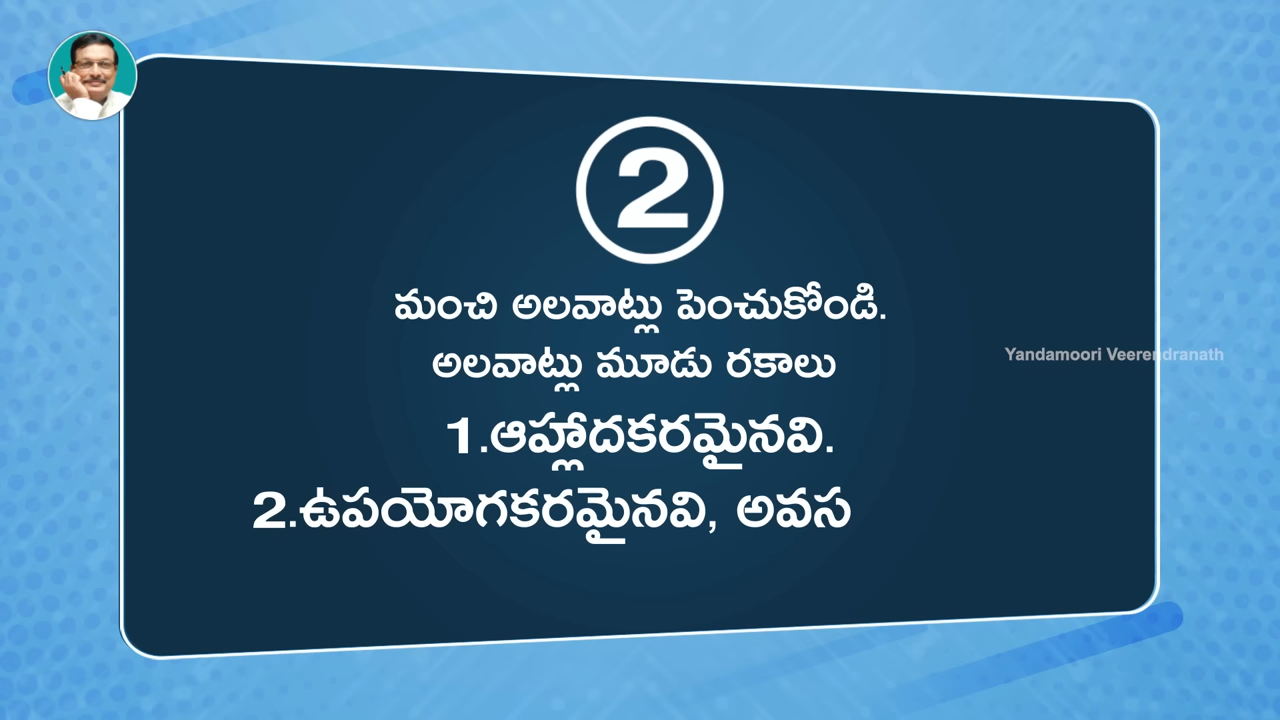 2
మంచి అలవాట్లు పెంచుకోండి.
అలవాట్లు మూడు రకాలు
Yandamoori Veerendranath
1.ఆహ్లాదకరమైనవి.
2.ఉపయోగకరమైనవి, అవస